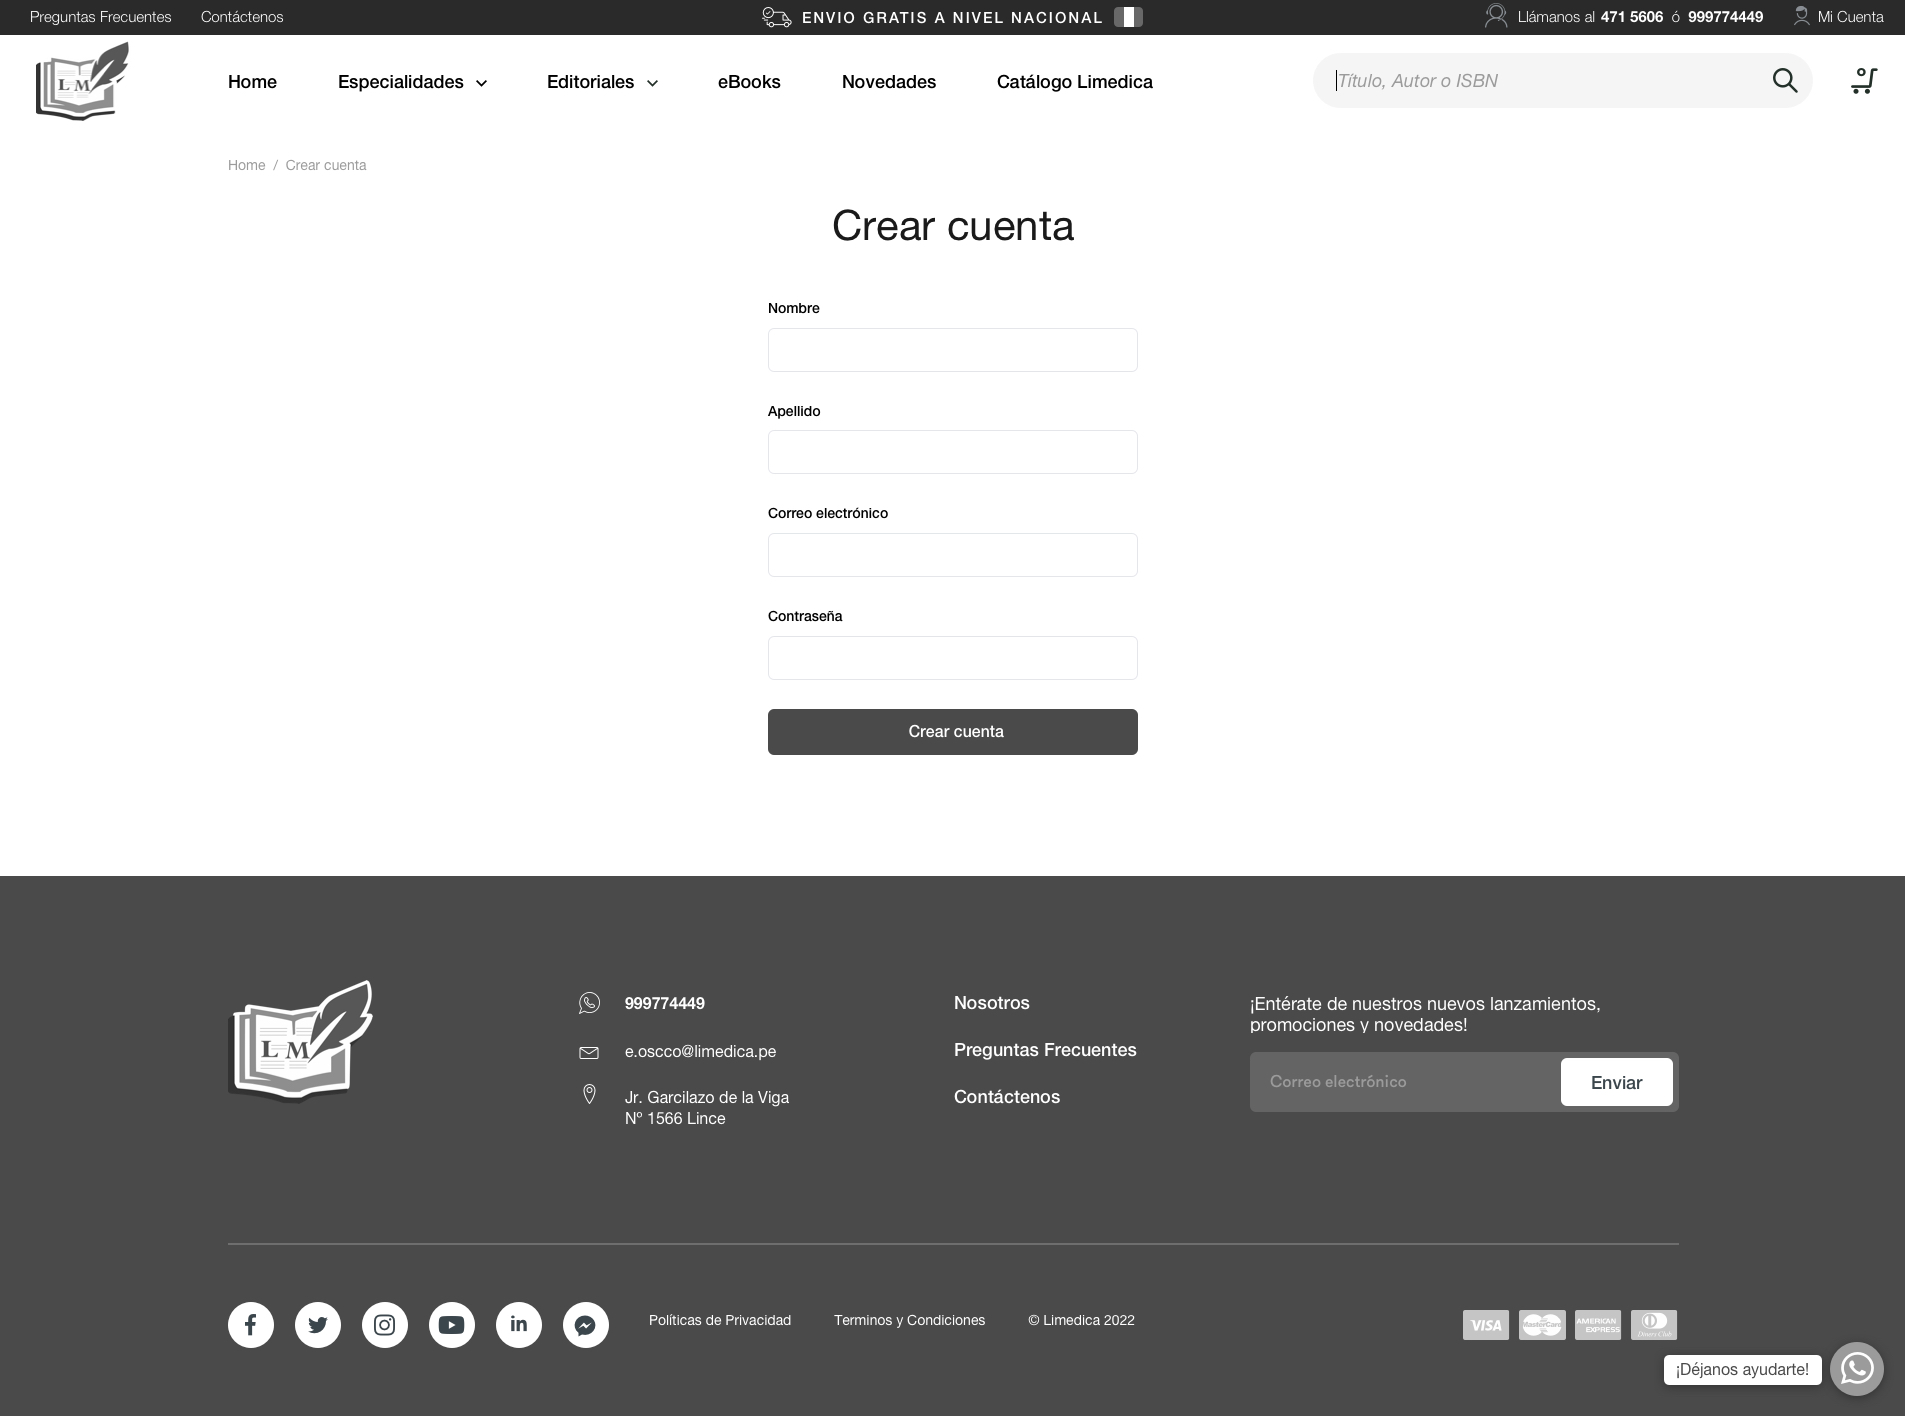 Preguntas Frecuentes
Contáctenos
ENVIO GRATIS A NIVEL NACIONAL
Llámanos al 471 5606 ó 999774449
Mi Cuenta
L M
Home
Especialidades
Editoriales
eBooks
Novedades
Catálogo Limedica
Título, Autor o ISBN
0
Home / Crear cuenta
Crear cuenta
Nombre
Apellido
Correo electrónico
Contraseña
Crear cuenta
L M
999774449
e.oscco@limedica.pe
Jr. Garcilazo de la Viga
Nº 1566 Lince
Nosotros
Preguntas Frecuentes
Contáctenos
¡Entérate de nuestros nuevos lanzamientos,
promociones y novedades!
Correo electrónico
Enviar
Políticas de Privacidad
Terminos y Condiciones
© Limedica 2022
VISA
MasterCard
AMERICAN
EXPRESS
Diners Club
¡Déjanos ayudarte!